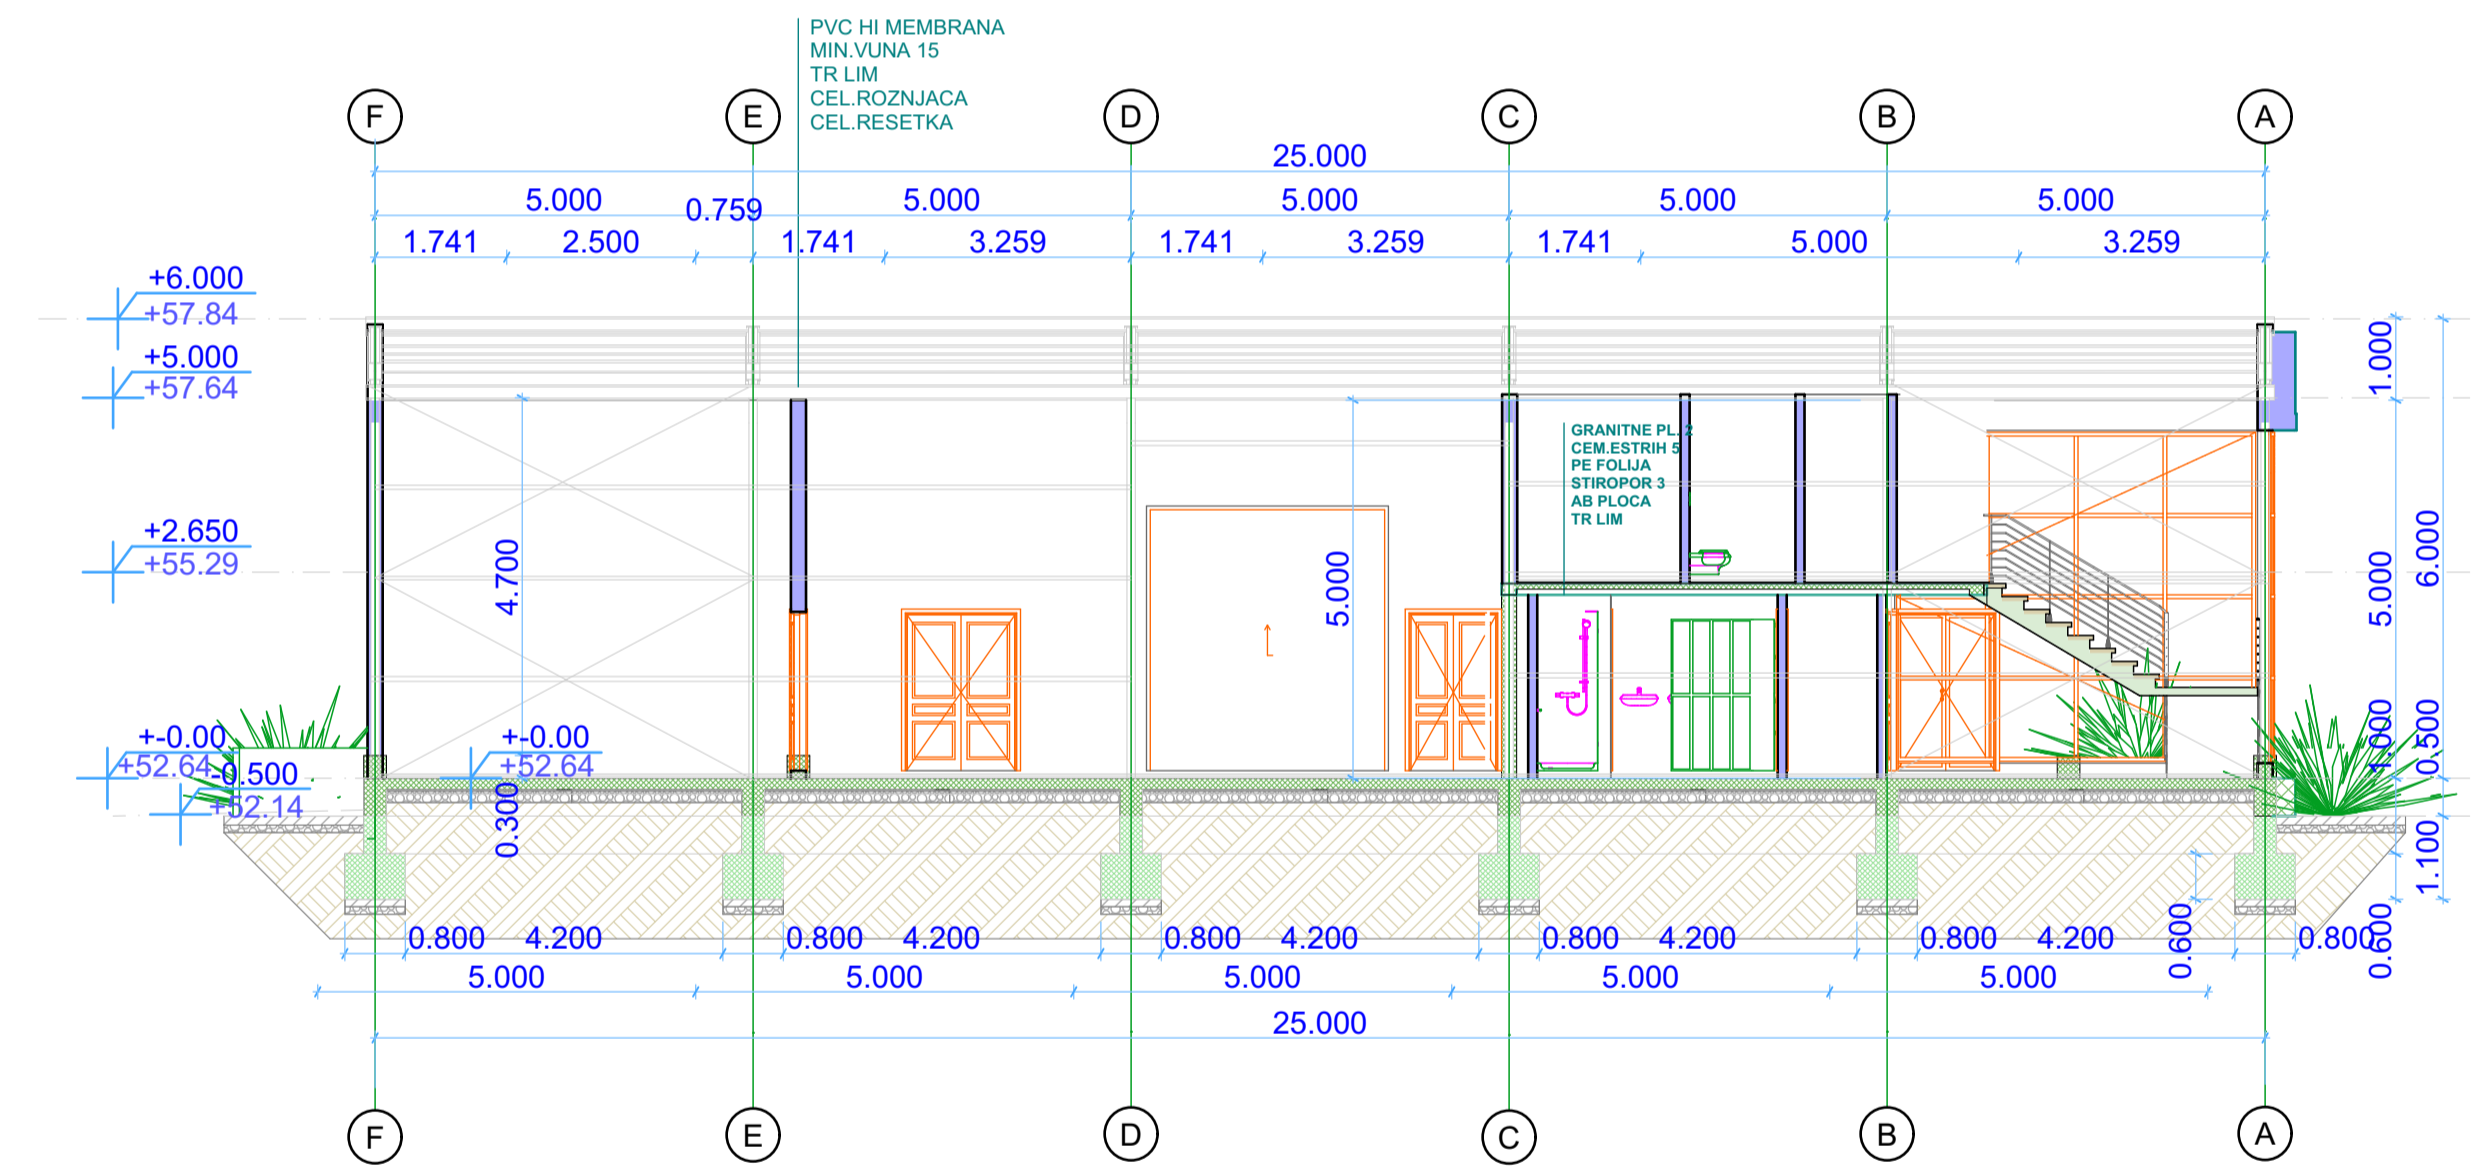 PVC HI MEMBRANA
MIN.VUNA 15
TR LIM
CEL.ROZNJACA
CEL.RESETKA
F E D C B A
25.000
5.000 0.759 5.000 5.000 5.000 5.000
1.741 2.500 1.741 3.259 1.741 3.259 1.741 5.000 3.259
+6.000
+57.84
+5.000
+57.64
+2.650
+55.29
+-0.00
+52.64
-0.500
+52.14
+-0.00
+52.64
4.700
0.300
5.000
GRANITNE PL. 2
CEM.ESTRIH 5
PE FOLIJA
STIROPOR 3
AB PLOCA
TR LIM
1.000
5.000
6.000
1.000
0.500
1.100
0.600
0.600
0.800 4.200 0.800 4.200 0.800 4.200 0.800 4.200 0.800 4.200 0.800
5.000 5.000 5.000 5.000 5.000
25.000
F E D C B A